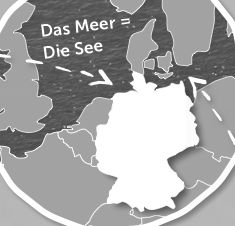 Das Meer =
Die See